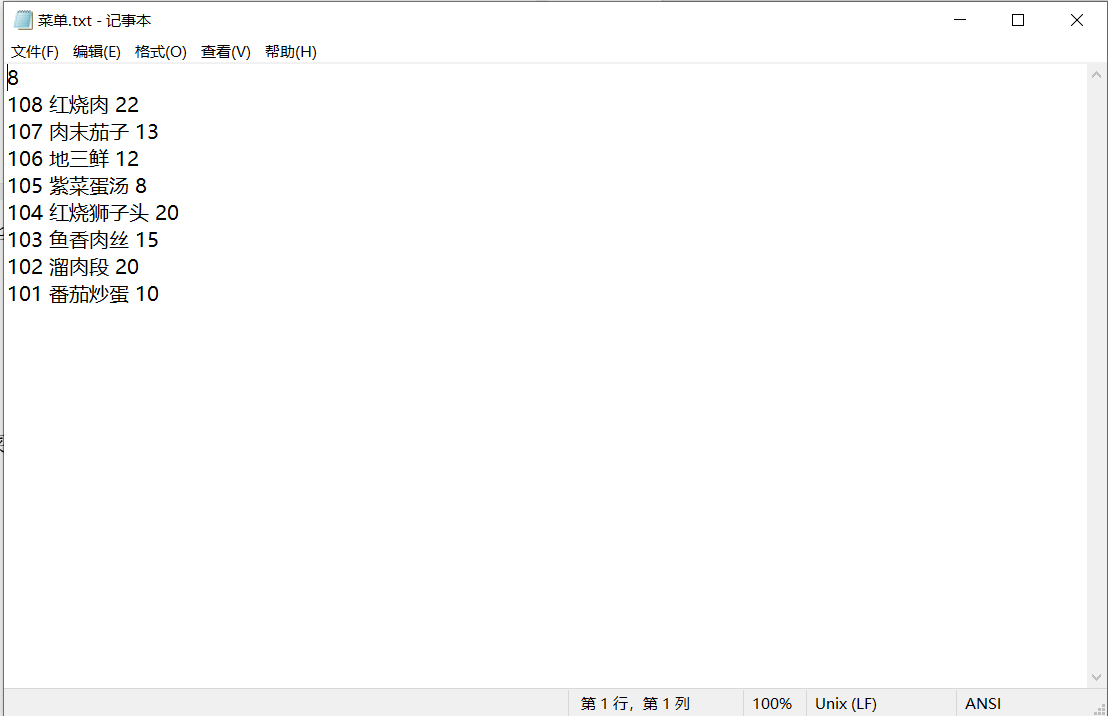 菜单.txt - 记事本
文件(F) 编辑(E) 格式(O) 查看(V) 帮助(H)
8
108 红烧肉 22
107 肉末茄子 13
106 地三鲜 12
105 紫菜蛋汤 8
104 红烧狮子头 20
103 鱼香肉丝 15
102 溜肉段 20
101 番茄炒蛋 10
第 1 行，第 1 列 100% Unix (LF) ANSI